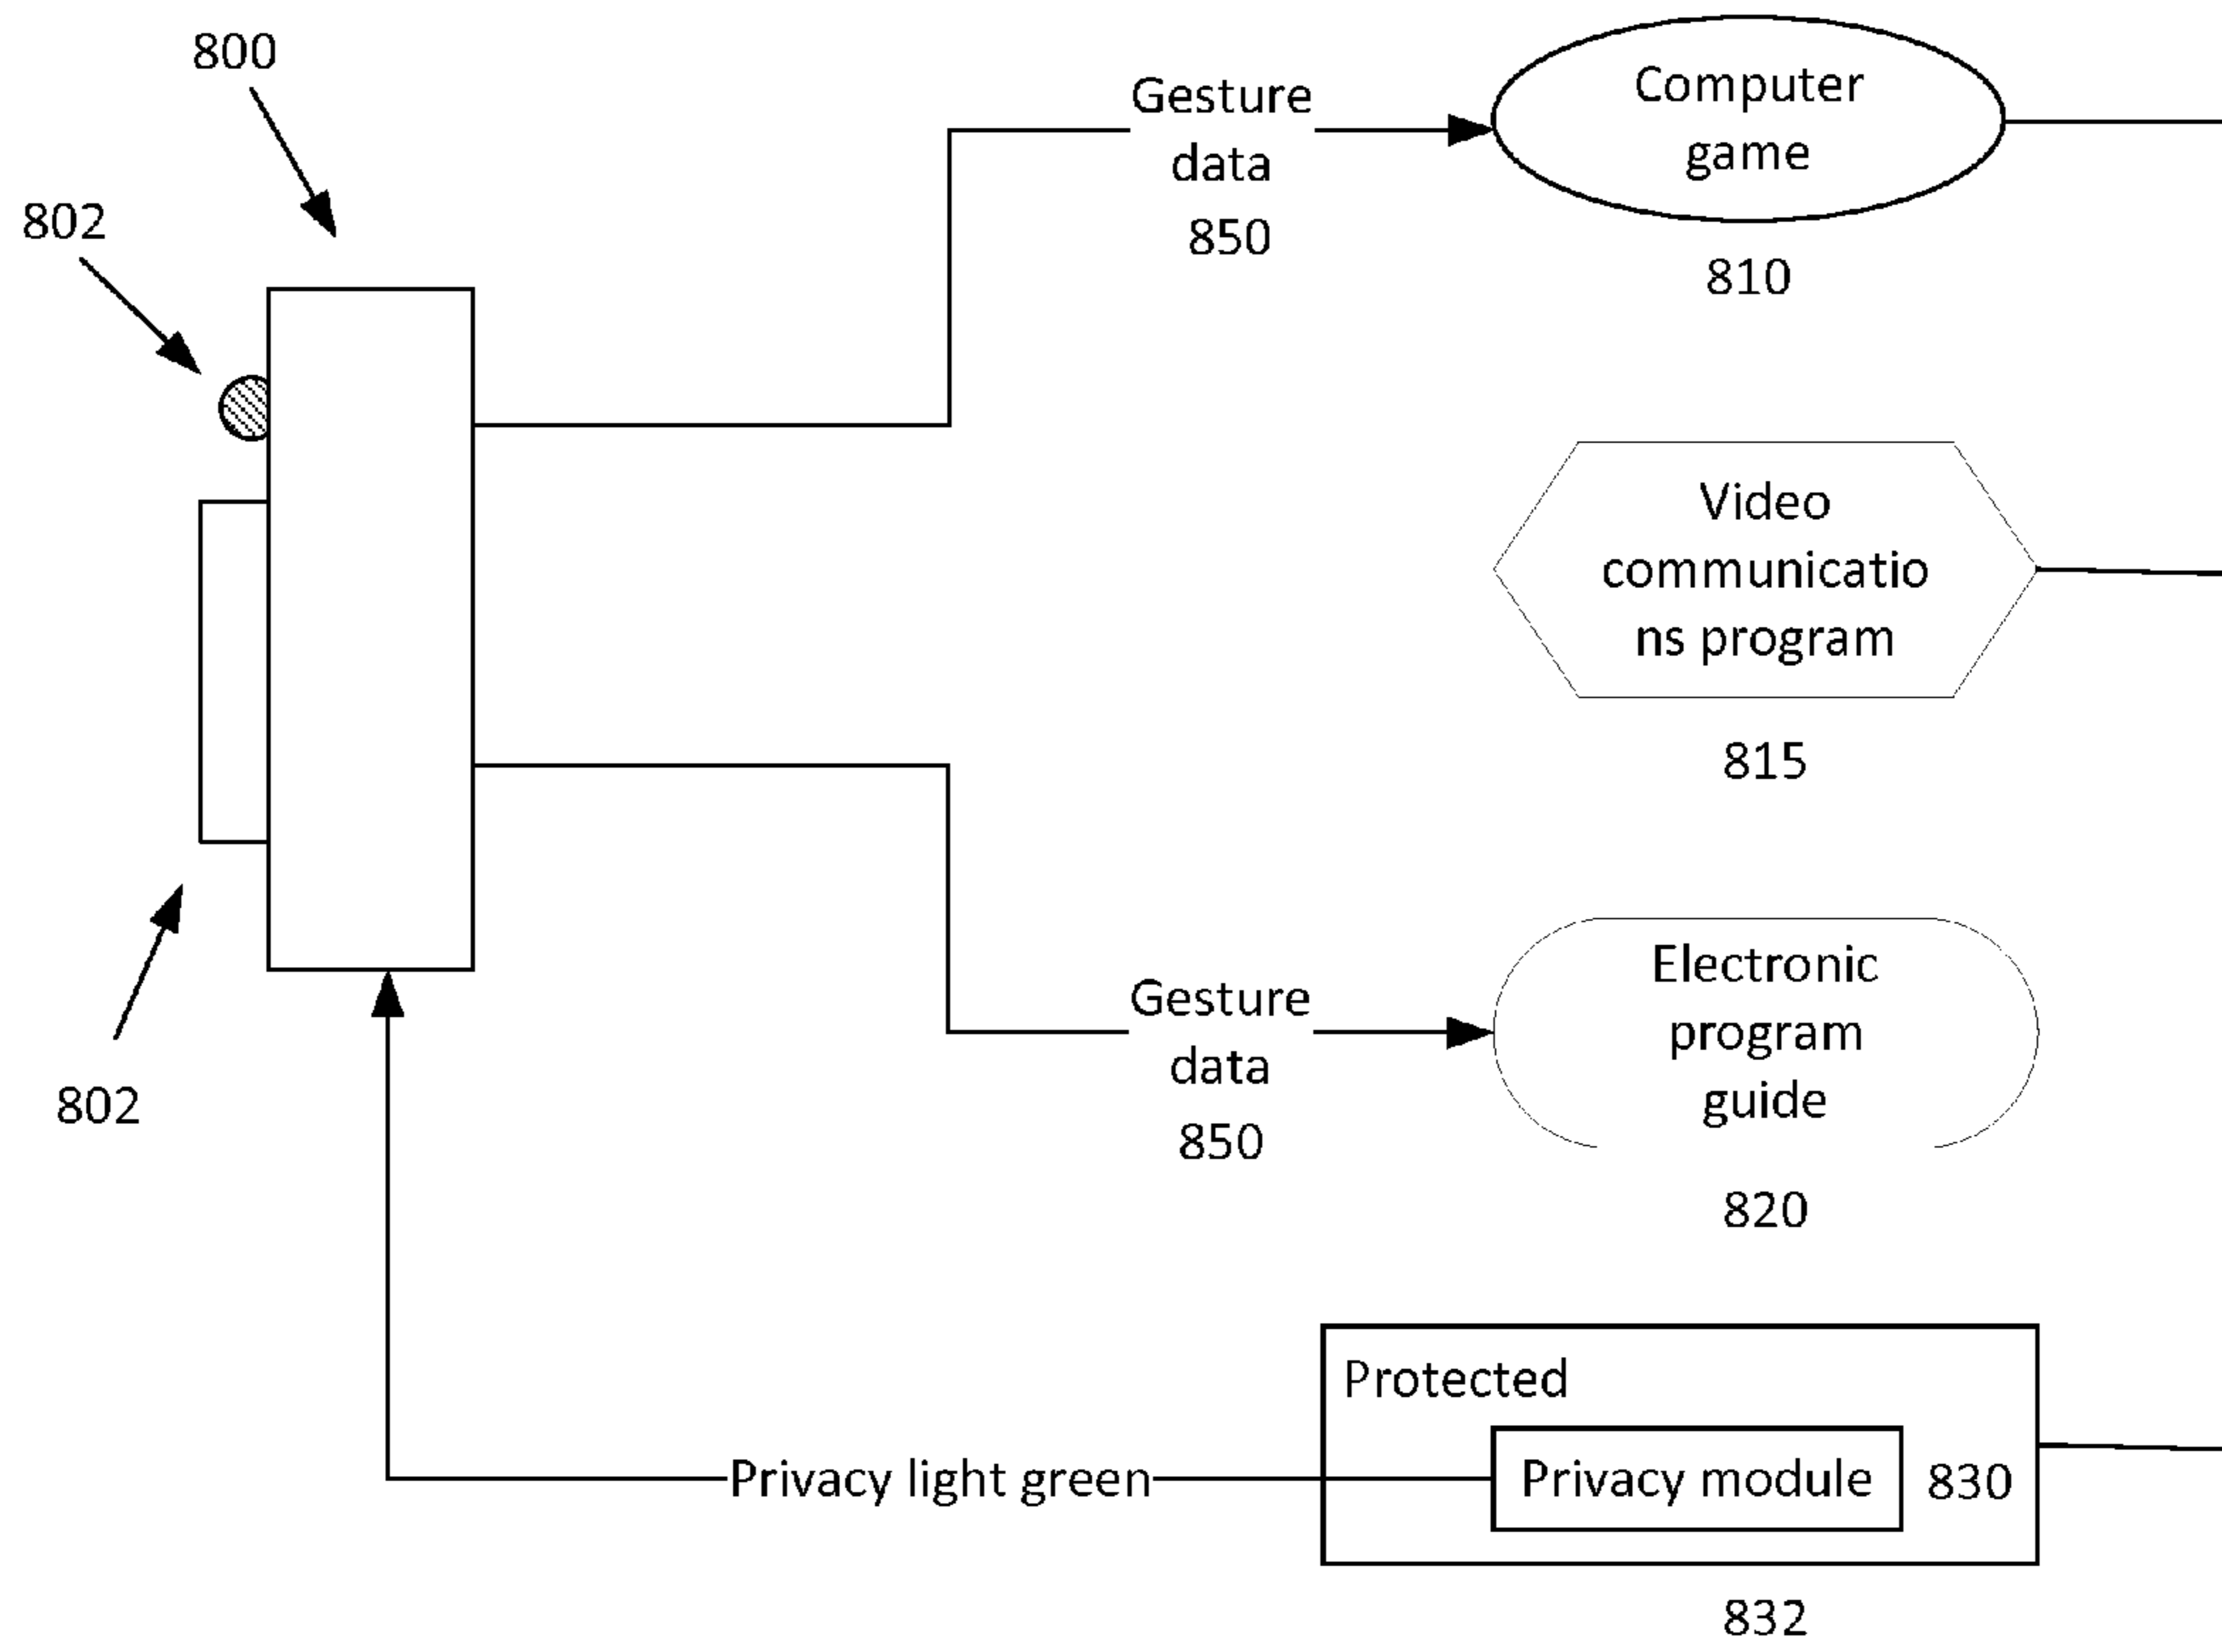 800
Gesture
data
850
Computer
game
810
802
Video
communicatio
ns program
815
802
Gesture
data
850
Electronic
program
guide
820
Protected
Privacy light green
Privacy module
830
832